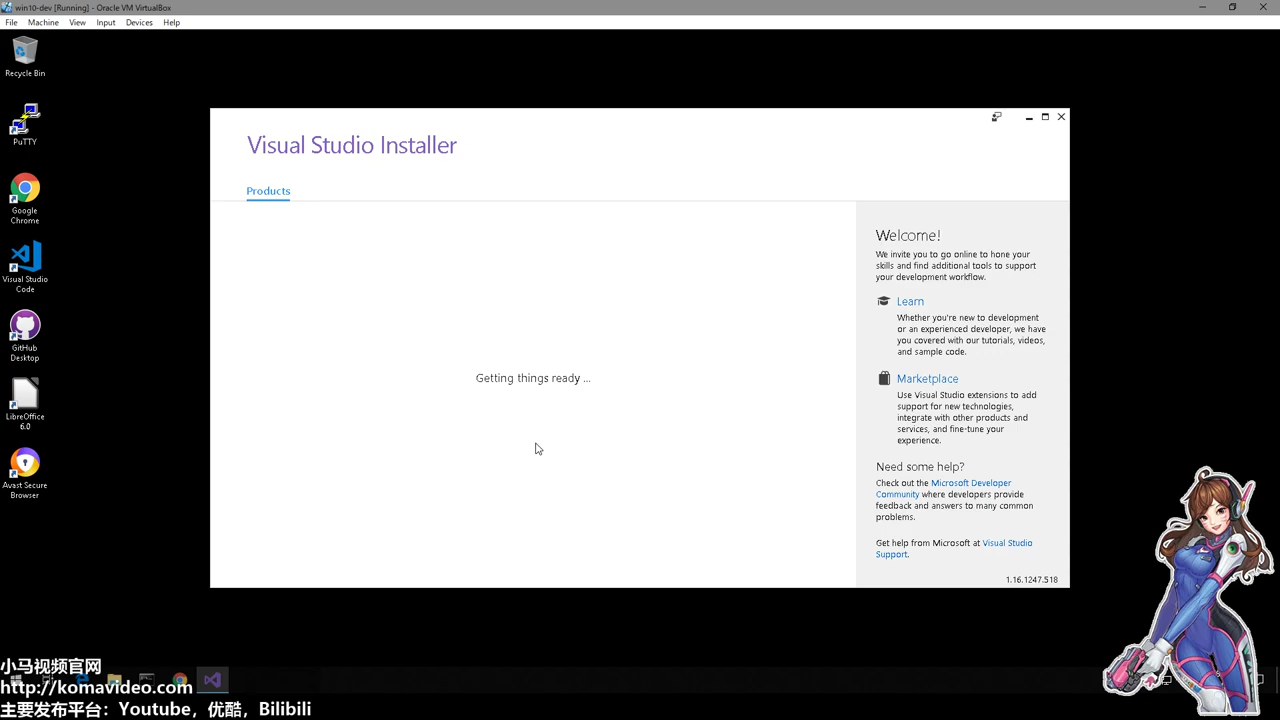 win10-dev [Running] - Oracle VM VirtualBox
File Machine View Input Devices Help
Recycle Bin
PuTTY
Google
Chrome
Visual Studio
Code
GitHub
Desktop
LibreOffice
6.0
Avast Secure
Browser
Visual Studio Installer
Products
Getting things ready ...
Welcome!
We invite you to go online to hone your
skills and find additional tools to support
your development workflow.
Learn
Whether you're new to development
or an experienced developer, we have
you covered with our tutorials, videos,
and sample code.
Marketplace
Use Visual Studio extensions to add
support for new technologies,
integrate with other products and
services, and fine-tune your
experience.
Need some help?
Check out the Microsoft Developer
Community where developers provide
feedback and answers to many common
problems.
Get help from Microsoft at Visual Studio
Support.
1.16.1247.518
小马视频官网
http://komavideo.com
主要发布平台：Youtube，优酷，Bilibili